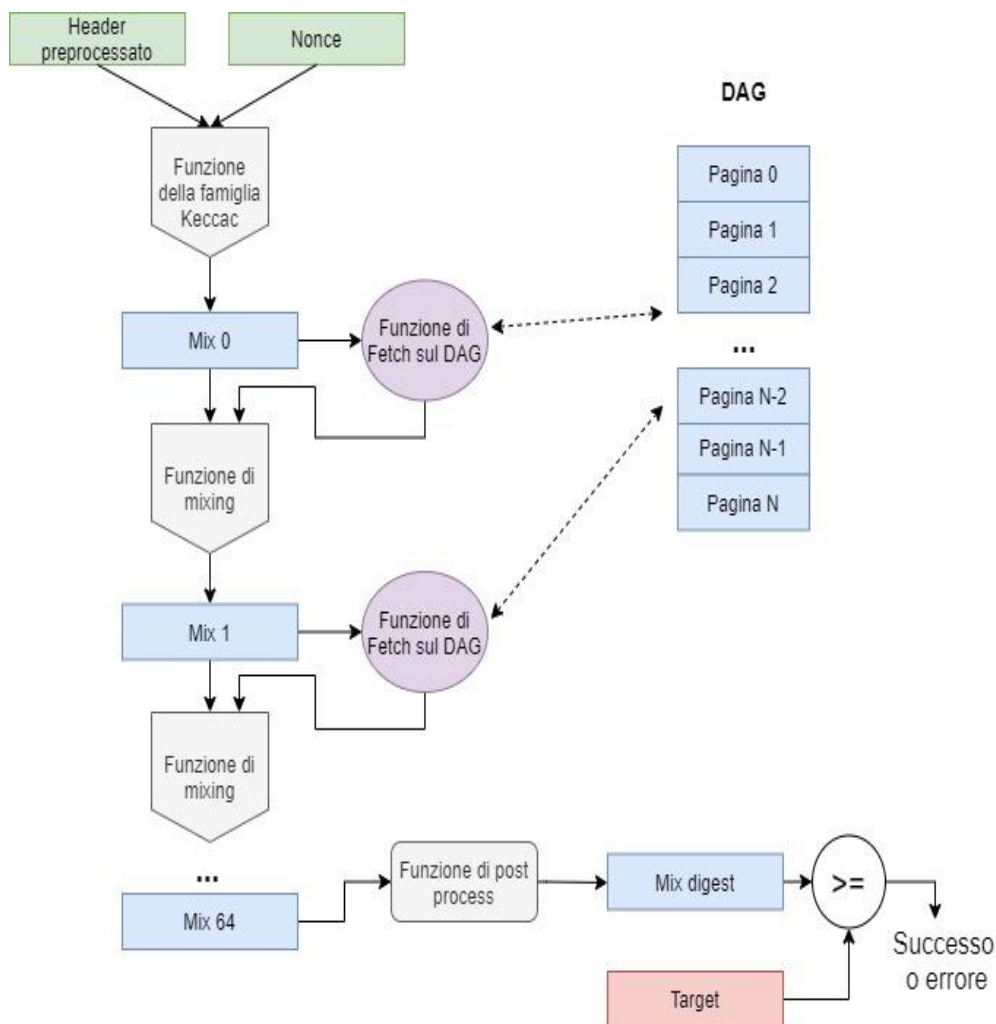 Header
preprocessato
Nonce
DAG
Funzione
della famiglia
Keccac
Pagina 0
Pagina 1
Pagina 2
...
Pagina N-2
Pagina N-1
Pagina N
Mix 0
Funzione di
Fetch sul DAG
Funzione di
mixing
Mix 1
Funzione di
Fetch sul DAG
Funzione di
mixing
...
Mix 64
Funzione di post
process
Mix digest
>=
Successo
o errore
Target